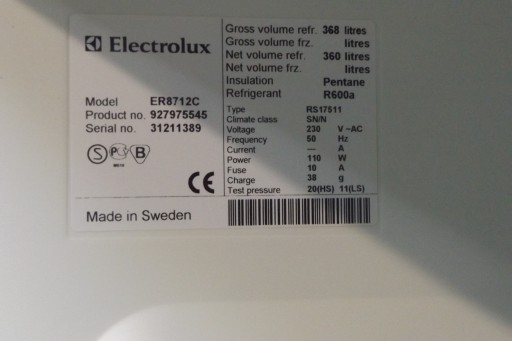 Electrolux
Model ER8712C
Product no. 927975545
Serial no. 31211389
S PC B
CE
Made in Sweden
Gross volume refr. 368 litres
Gross volume frz. litres
Net volume refr. 360 litres
Net volume frz. litres
Insulation Pentane
Refrigerant R600a
Type RS17511
Climate class SN/N
Voltage 230 V ~AC
Frequency 50 Hz
Current --- A
Power 110 W
Fuse 10 A
Charge 38 g
Test pressure 20(HS) 11(LS)